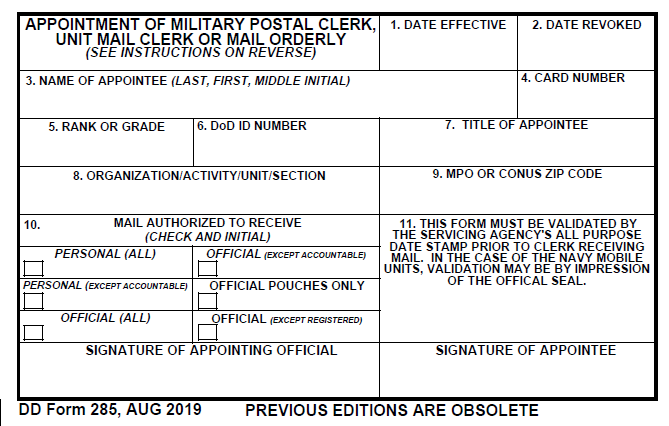 APPOINTMENT OF MILITARY POSTAL CLERK,
UNIT MAIL CLERK OR MAIL ORDERLY
(SEE INSTRUCTIONS ON REVERSE)
1. DATE EFFECTIVE
2. DATE REVOKED
3. NAME OF APPOINTEE (LAST, FIRST, MIDDLE INITIAL)
4. CARD NUMBER
5. RANK OR GRADE
6. DoD ID NUMBER
7. TITLE OF APPOINTEE
8. ORGANIZATION/ACTIVITY/UNIT/SECTION
9. MPO OR CONUS ZIP CODE
10. MAIL AUTHORIZED TO RECEIVE
(CHECK AND INITIAL)
PERSONAL (ALL)
OFFICIAL (EXCEPT ACCOUNTABLE)
PERSONAL (EXCEPT ACCOUNTABLE)
OFFICIAL POUCHES ONLY
OFFICIAL (ALL)
OFFICIAL (EXCEPT REGISTERED)
11. THIS FORM MUST BE VALIDATED BY
THE SERVICING AGENCY'S ALL PURPOSE
DATE STAMP PRIOR TO CLERK RECEIVING
MAIL. IN THE CASE OF THE NAVY MOBILE
UNITS, VALIDATION MAY BE BY IMPRESSION
OF THE OFFICAL SEAL.
SIGNATURE OF APPOINTING OFFICIAL
SIGNATURE OF APPOINTEE
DD Form 285, AUG 2019
PREVIOUS EDITIONS ARE OBSOLETE